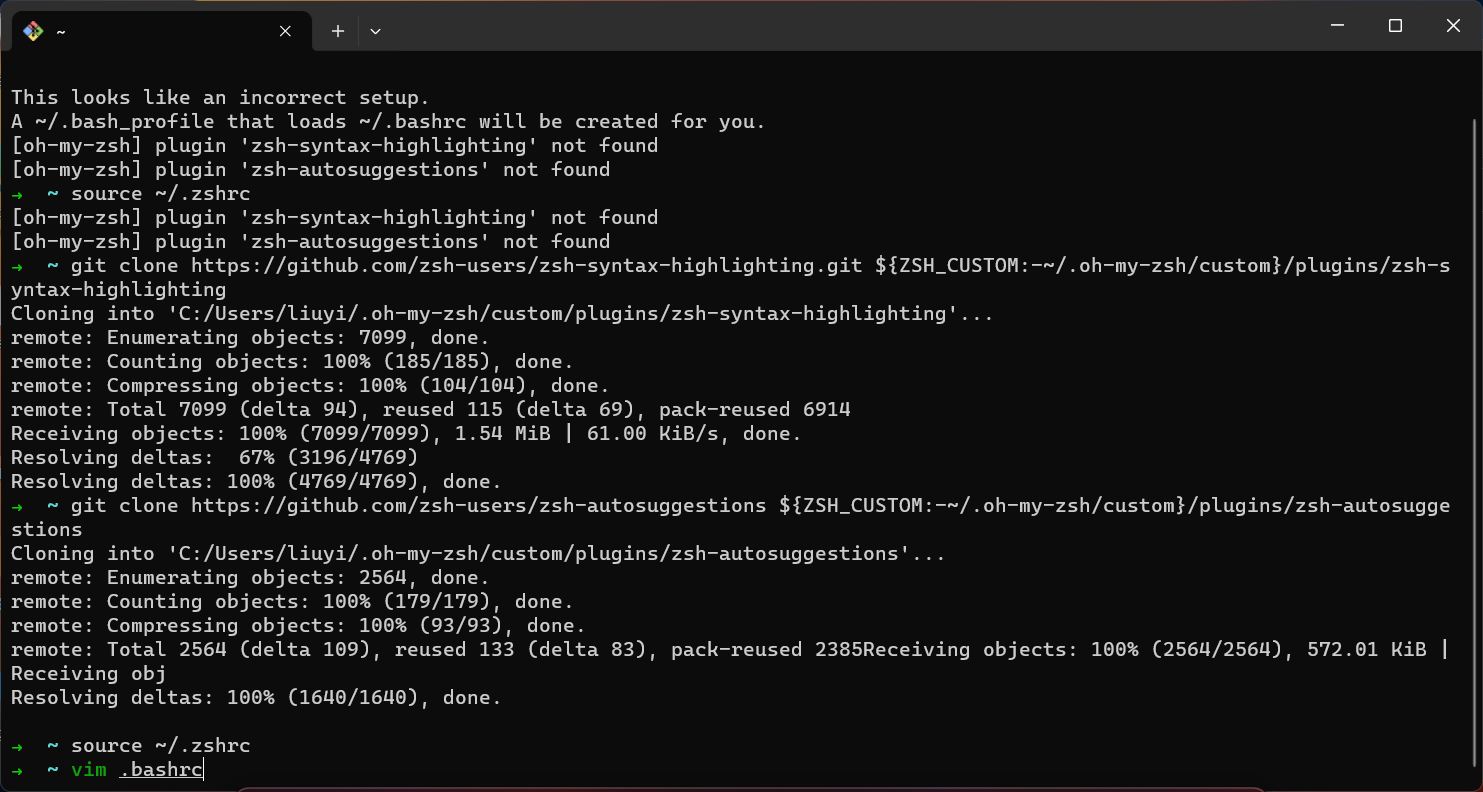 ~
This looks like an incorrect setup.
A ~/.bash_profile that loads ~/.bashrc will be created for you.
[oh-my-zsh] plugin 'zsh-syntax-highlighting' not found
[oh-my-zsh] plugin 'zsh-autosuggestions' not found
→ ~ source ~/.zshrc
[oh-my-zsh] plugin 'zsh-syntax-highlighting' not found
[oh-my-zsh] plugin 'zsh-autosuggestions' not found
→ ~ git clone https://github.com/zsh-users/zsh-syntax-highlighting.git ${ZSH_CUSTOM:-~/.oh-my-zsh/custom}/plugins/zsh-s
yntax-highlighting
Cloning into 'C:/Users/liuyi/.oh-my-zsh/custom/plugins/zsh-syntax-highlighting'...
remote: Enumerating objects: 7099, done.
remote: Counting objects: 100% (185/185), done.
remote: Compressing objects: 100% (104/104), done.
remote: Total 7099 (delta 94), reused 115 (delta 69), pack-reused 6914
Receiving objects: 100% (7099/7099), 1.54 MiB | 61.00 KiB/s, done.
Resolving deltas:  67% (3196/4769)
Resolving deltas: 100% (4769/4769), done.
→ ~ git clone https://github.com/zsh-users/zsh-autosuggestions ${ZSH_CUSTOM:-~/.oh-my-zsh/custom}/plugins/zsh-autosugge
stions
Cloning into 'C:/Users/liuyi/.oh-my-zsh/custom/plugins/zsh-autosuggestions'...
remote: Enumerating objects: 2564, done.
remote: Counting objects: 100% (179/179), done.
remote: Compressing objects: 100% (93/93), done.
remote: Total 2564 (delta 109), reused 133 (delta 83), pack-reused 2385Receiving objects: 100% (2564/2564), 572.01 KiB |
Receiving obj
Resolving deltas: 100% (1640/1640), done.
→ ~ source ~/.zshrc
→ ~ vim .bashrc